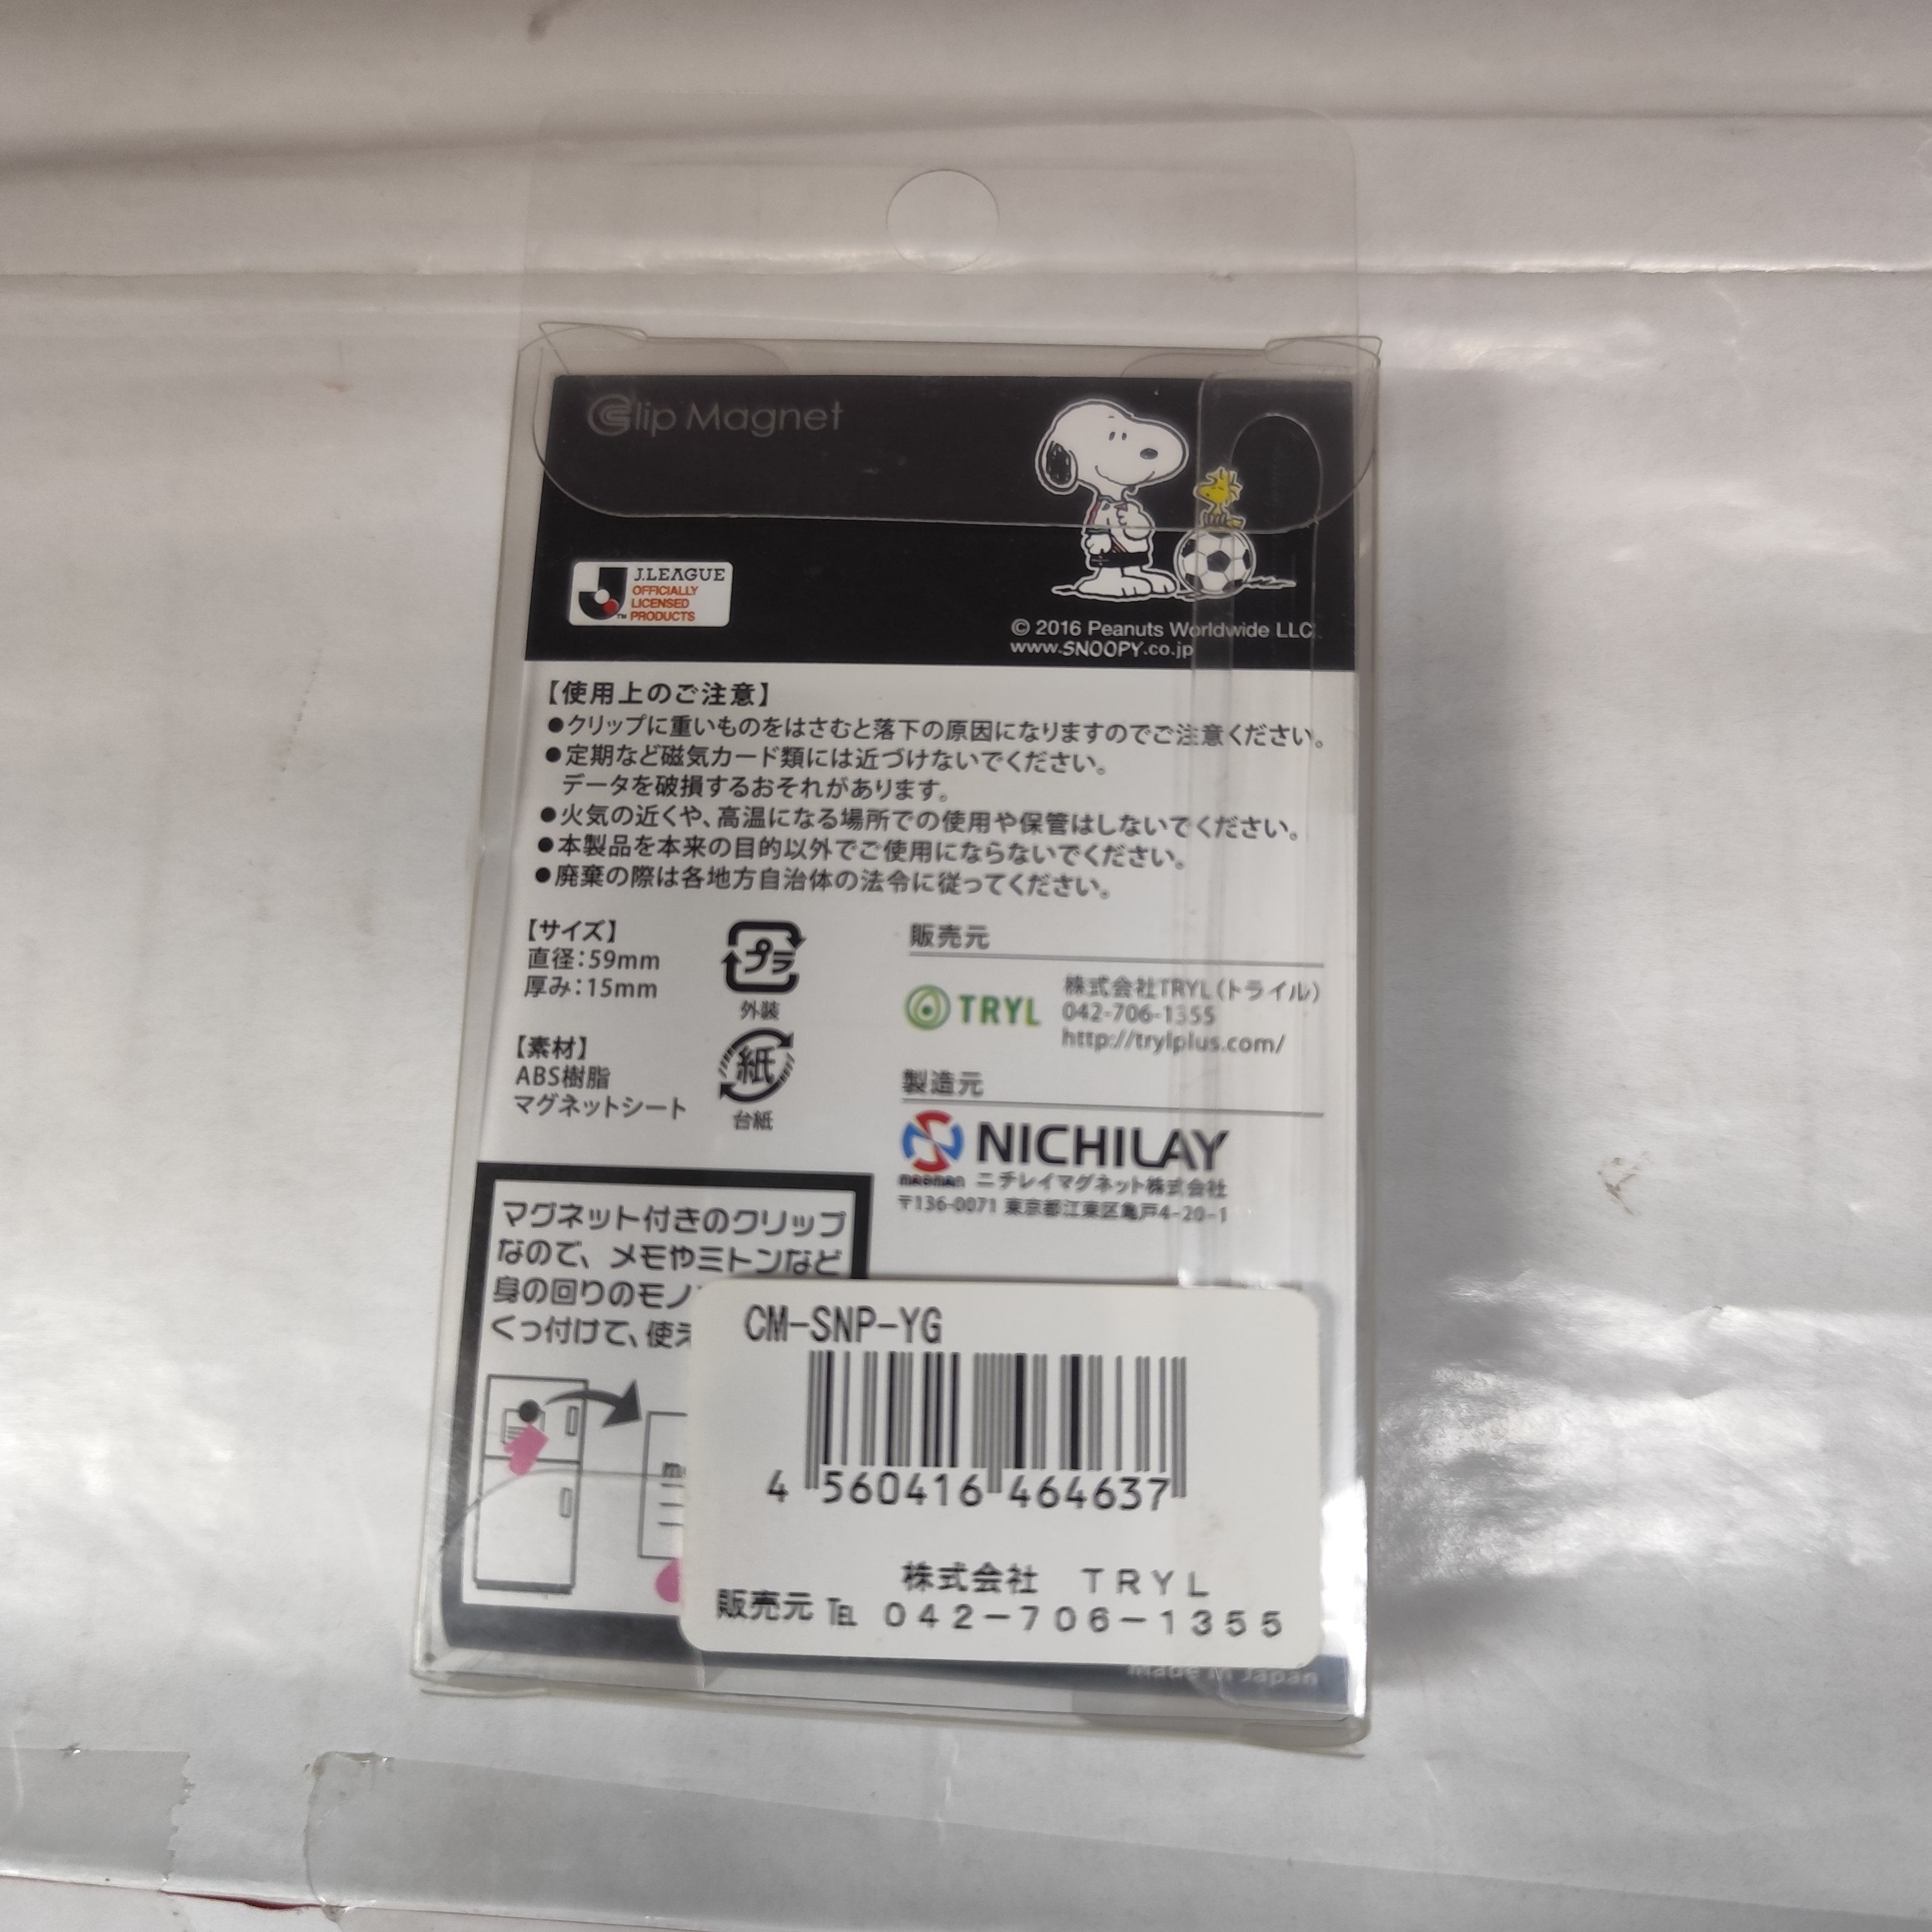 Clip Magnet
J.LEAGUE
OFFICIALLY
LICENSED
PRODUCTS
TM
© 2016 Peanuts Worldwide LLC
www.SNOOPY.co.jp
【使用上のご注意】
●クリップに重いものをはさむと落下の原因になりますのでご注意ください。
●定期など磁気カード類には近づけないでください。
データを破損するおそれがあります。
●火気の近くや、高温になる場所での使用や保管はしないでください。
●本製品を本来の目的以外でご使用にならないでください。
●廃棄の際は各地方自治体の法令に従ってください。
【サイズ】
直径：59mm
厚み：15mm
【素材】
ABS樹脂
マグネットシート
プラ
外装
紙
台紙
販売元
TRYL
株式会社TRYL（トライル）
042-706-1355
http://trylplus.com/
製造元
NICHILAY
MAGMAN ニチレイマグネット株式会社
〒136-0071 東京都江東区亀戸4-20-1
マグネット付きのクリップ
なので、メモやミトンなど
身の回りのモノ
くっ付けて、使え
CM-SNP-YG
4 560416 464637
株式会社 TRYL
販売元 TEL 042-706-1355
Made in Japan